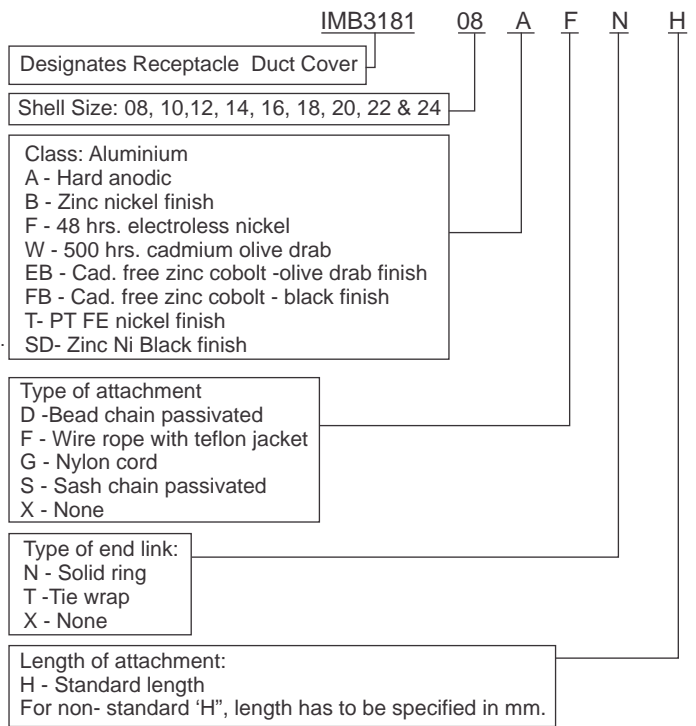 IMB3181 08 A F N H
Designates Receptacle Duct Cover
Shell Size: 08, 10,12, 14, 16, 18, 20, 22 & 24
Class: Aluminium
A - Hard anodic
B - Zinc nickel finish
F - 48 hrs. electroless nickel
W - 500 hrs. cadmium olive drab
EB - Cad. free zinc cobolt -olive drab finish
FB - Cad. free zinc cobolt - black finish
T- PT FE nickel finish
SD- Zinc Ni Black finish
Type of attachment
D -Bead chain passivated
F - Wire rope with teflon jacket
G - Nylon cord
S - Sash chain passivated
X - None
Type of end link:
N - Solid ring
T -Tie wrap
X - None
Length of attachment:
H - Standard length
For non- standard ‘H”, length has to be specified in mm.